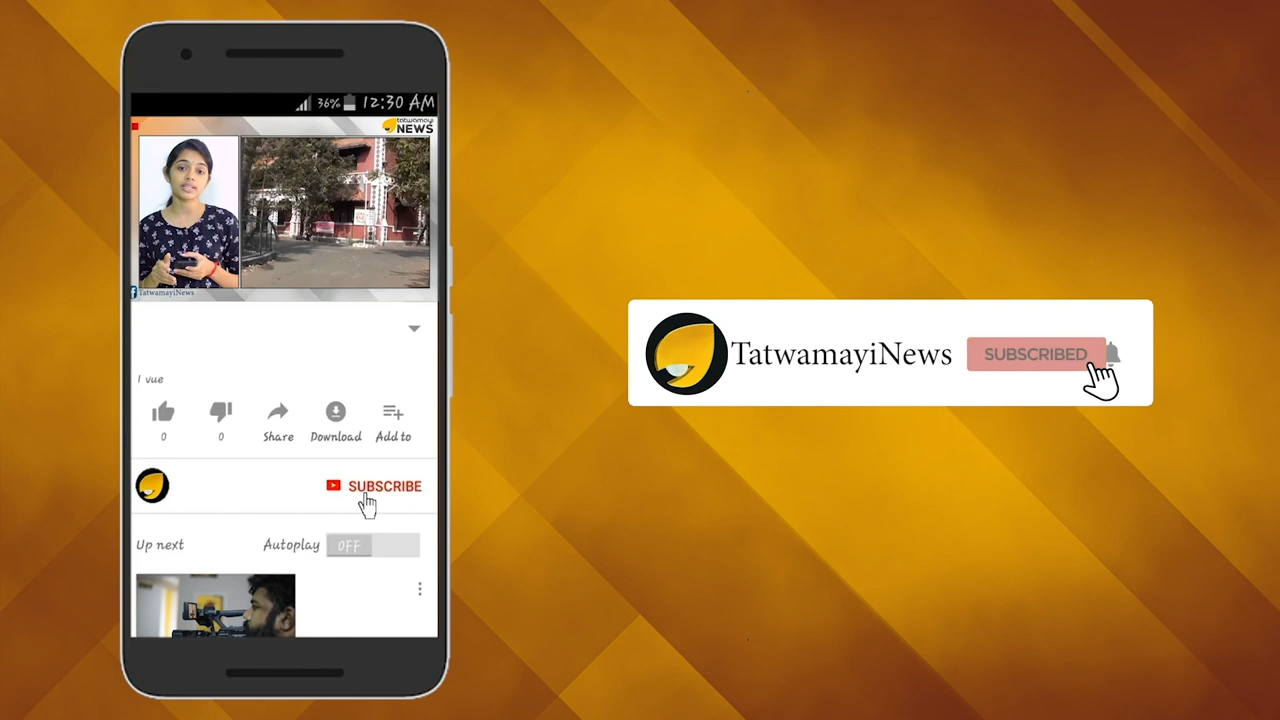 36% 12:30 AM
tatwamayi
NEWS
TatwamayiNews
1 vue
0 0 Share Download Add to
SUBSCRIBE
Up next Autoplay OFF
TatwamayiNews SUBSCRIBED